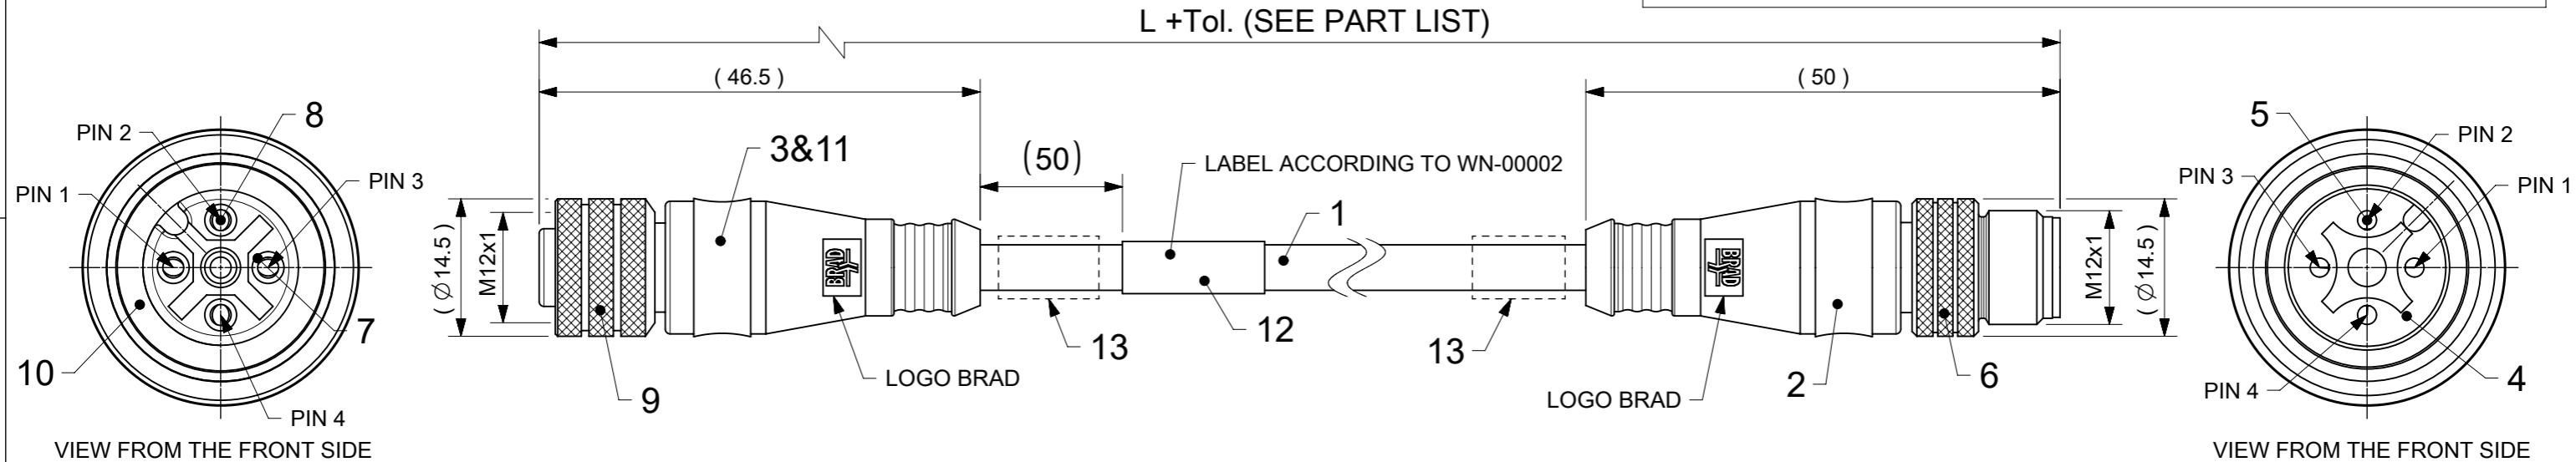 L +Tol. (SEE PART LIST)
( 46.5 )
( 50 )
8
PIN 2
PIN 1
PIN 3
7
10
PIN 4
VIEW FROM THE FRONT SIDE
( Ø 14.5 )
M12x1
3&11
(50)
LABEL ACCORDING TO WN-00002
1
BRAD
LOGO BRAD
9
13
12
13
BRAD
LOGO BRAD
2
6
M12x1
( Ø 14.5 )
5
PIN 2
PIN 3
PIN 1
PIN 4
4
VIEW FROM THE FRONT SIDE